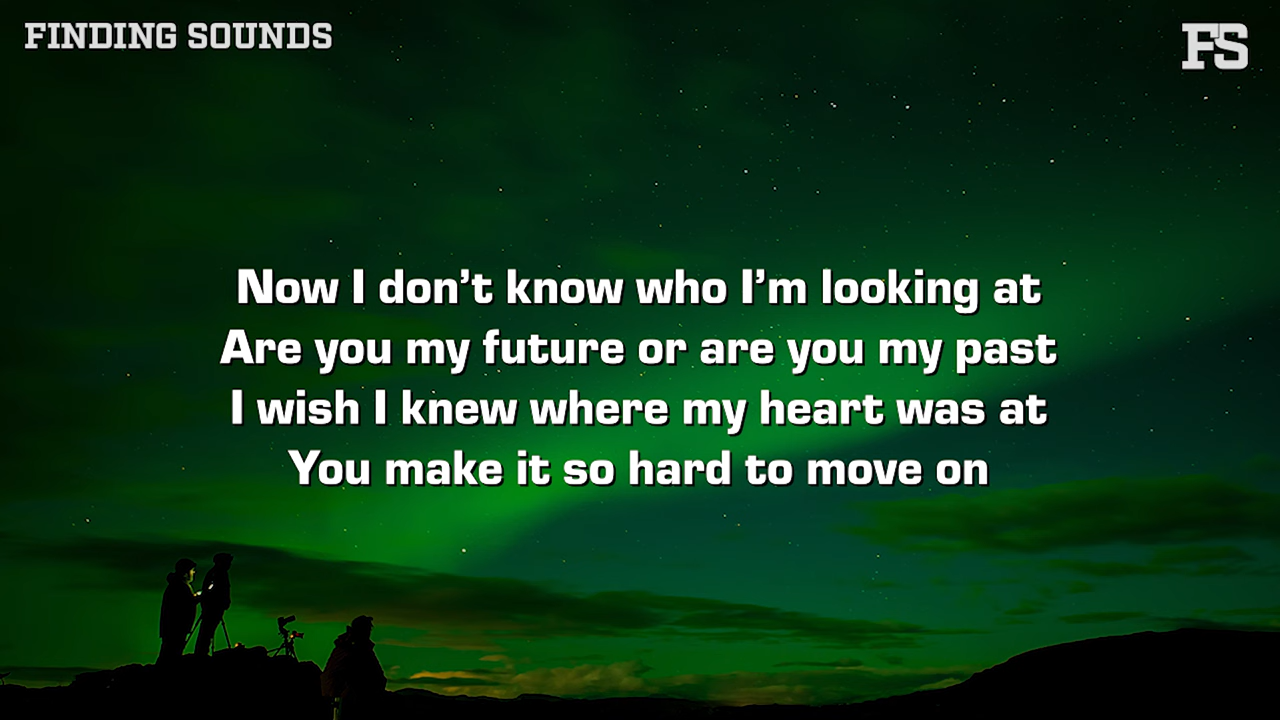 FINDING SOUNDS
FS
Now I don’t know who I’m looking at
Are you my future or are you my past
I wish I knew where my heart was at
You make it so hard to move on